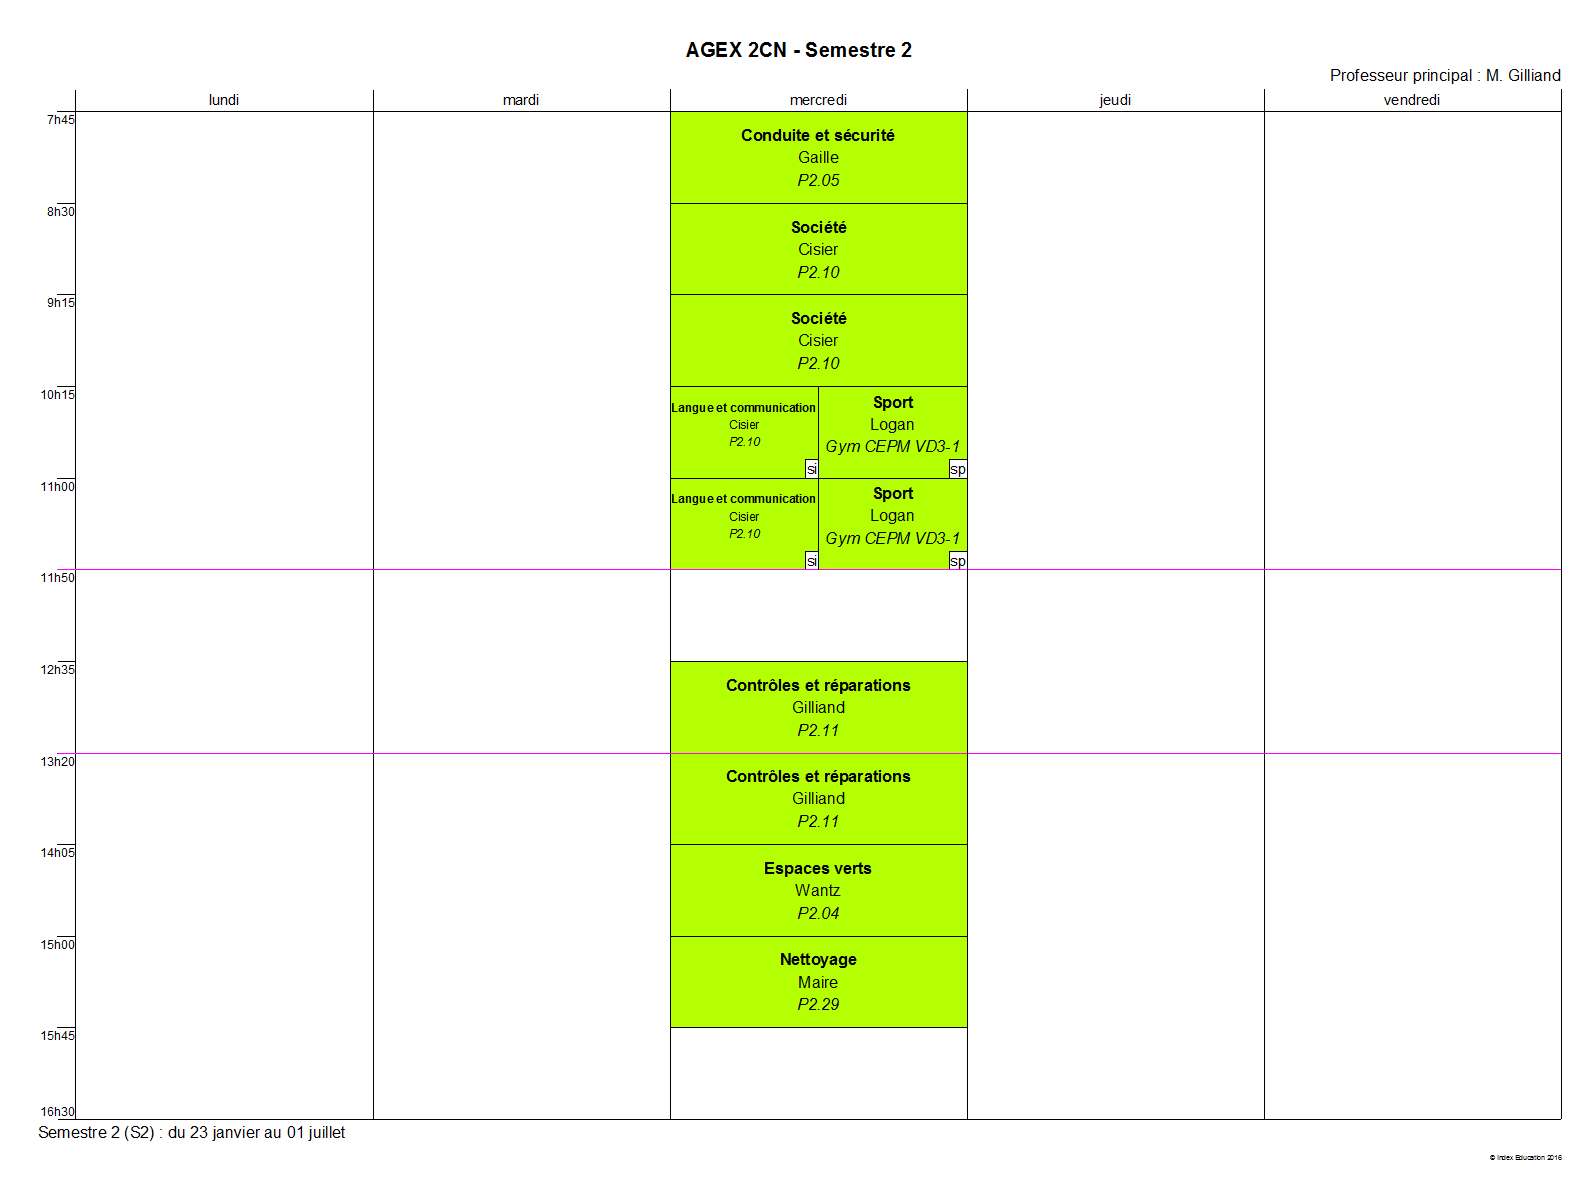 AGEX 2CN - Semestre 2
Professeur principal : M. Gilliand
lundi mardi mercredi jeudi vendredi
7h45
Conduite et sécurité
Gaille
P2.05
8h30
Société
Cisier
P2.10
9h15
Société
Cisier
P2.10
10h15
Langue et communication
Cisier
P2.10
si
Sport
Logan
Gym CEPM VD3-1
sp
11h00
Langue et communication
Cisier
P2.10
si
Sport
Logan
Gym CEPM VD3-1
sp
11h50
12h35
Contrôles et réparations
Gilliand
P2.11
13h20
Contrôles et réparations
Gilliand
P2.11
14h05
Espaces verts
Wantz
P2.04
15h00
Nettoyage
Maire
P2.29
15h45
16h30
Semestre 2 (S2) : du 23 janvier au 01 juillet
© Index Education 2016